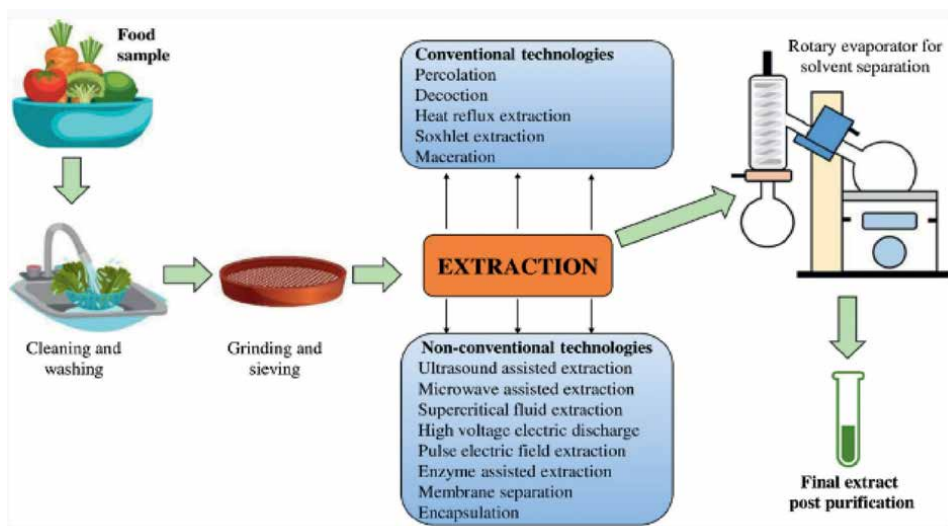 Food
sample
Cleaning and
washing
Grinding and
sieving
EXTRACTION
Conventional technologies
Percolation
Decoction
Heat reflux extraction
Soxhlet extraction
Maceration
Non-conventional technologies
Ultrasound assisted extraction
Microwave assisted extraction
Supercritical fluid extraction
High voltage electric discharge
Pulse electric field extraction
Enzyme assisted extraction
Membrane separation
Encapsulation
Rotary evaporator for
solvent separation
Final extract
post purification